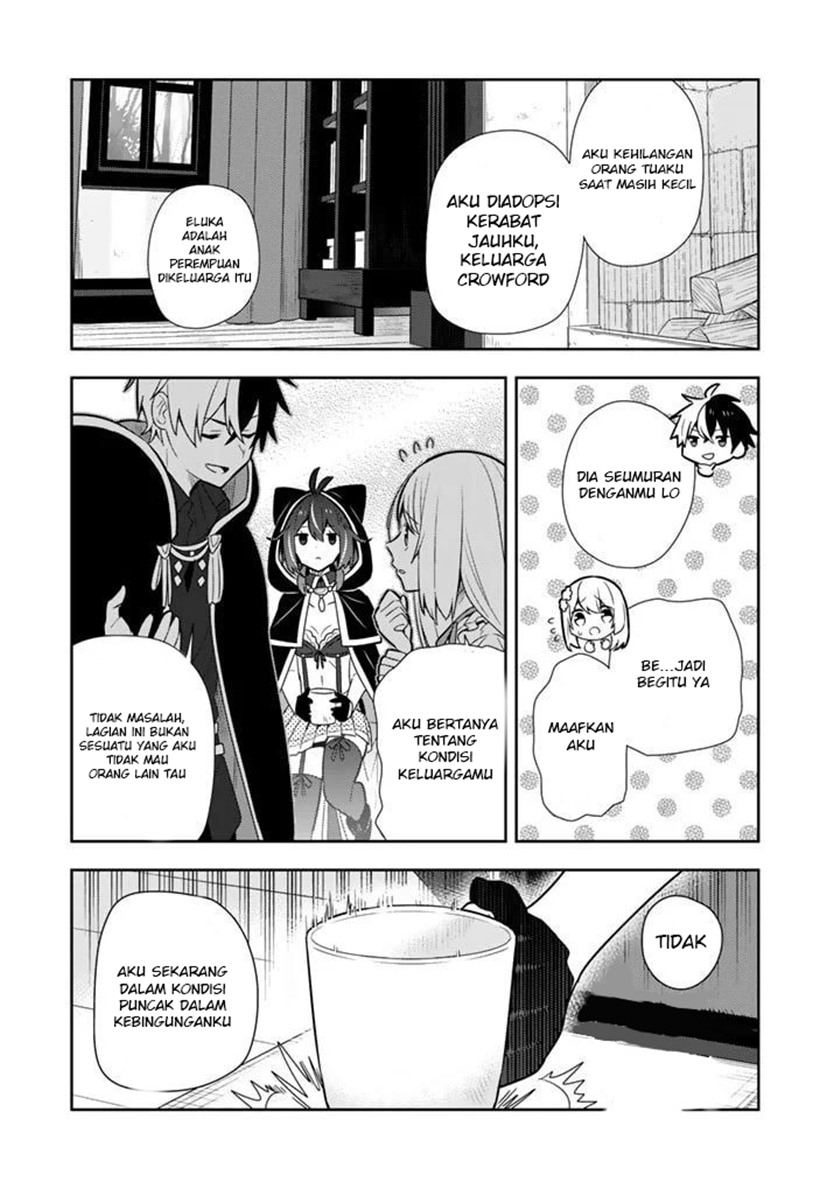 AKU KEHILANGAN
ORANG TUAKU
SAAT MASIH KECIL
AKU DIADOPSI
KERABAT
JAUHKU,
KELUARGA
CROWFORD
ELUKA
ADALAH
ANAK
PEREMPUAN
DIKELUARGA ITU
DIA SEUMURAN
DENGANMU LO
BE...JADI
BEGITU YA
MAAFKAN
AKU
AKU BERTANYA
TENTANG
KONDISI
KELUARGAMU
TIDAK MASALAH,
LAGIAN INI BUKAN
SESUATU YANG AKU
TIDAK MAU
ORANG LAIN TAU
TIDAK
AKU SEKARANG
DALAM KONDISI
PUNCAK DALAM
KEBINGUNGANKU